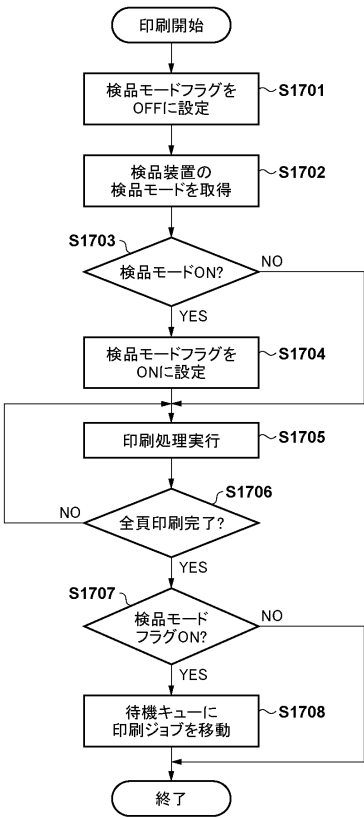 印刷開始
検品モードフラグを
OFFに設定
S1701
検品装置の
検品モードを取得
S1702
S1703
検品モードON?
NO
YES
検品モードフラグを
ONに設定
S1704
印刷処理実行
S1705
S1706
全頁印刷完了?
NO
YES
S1707
検品モード
フラグON?
NO
YES
待機キューに
印刷ジョブを移動
S1708
終了